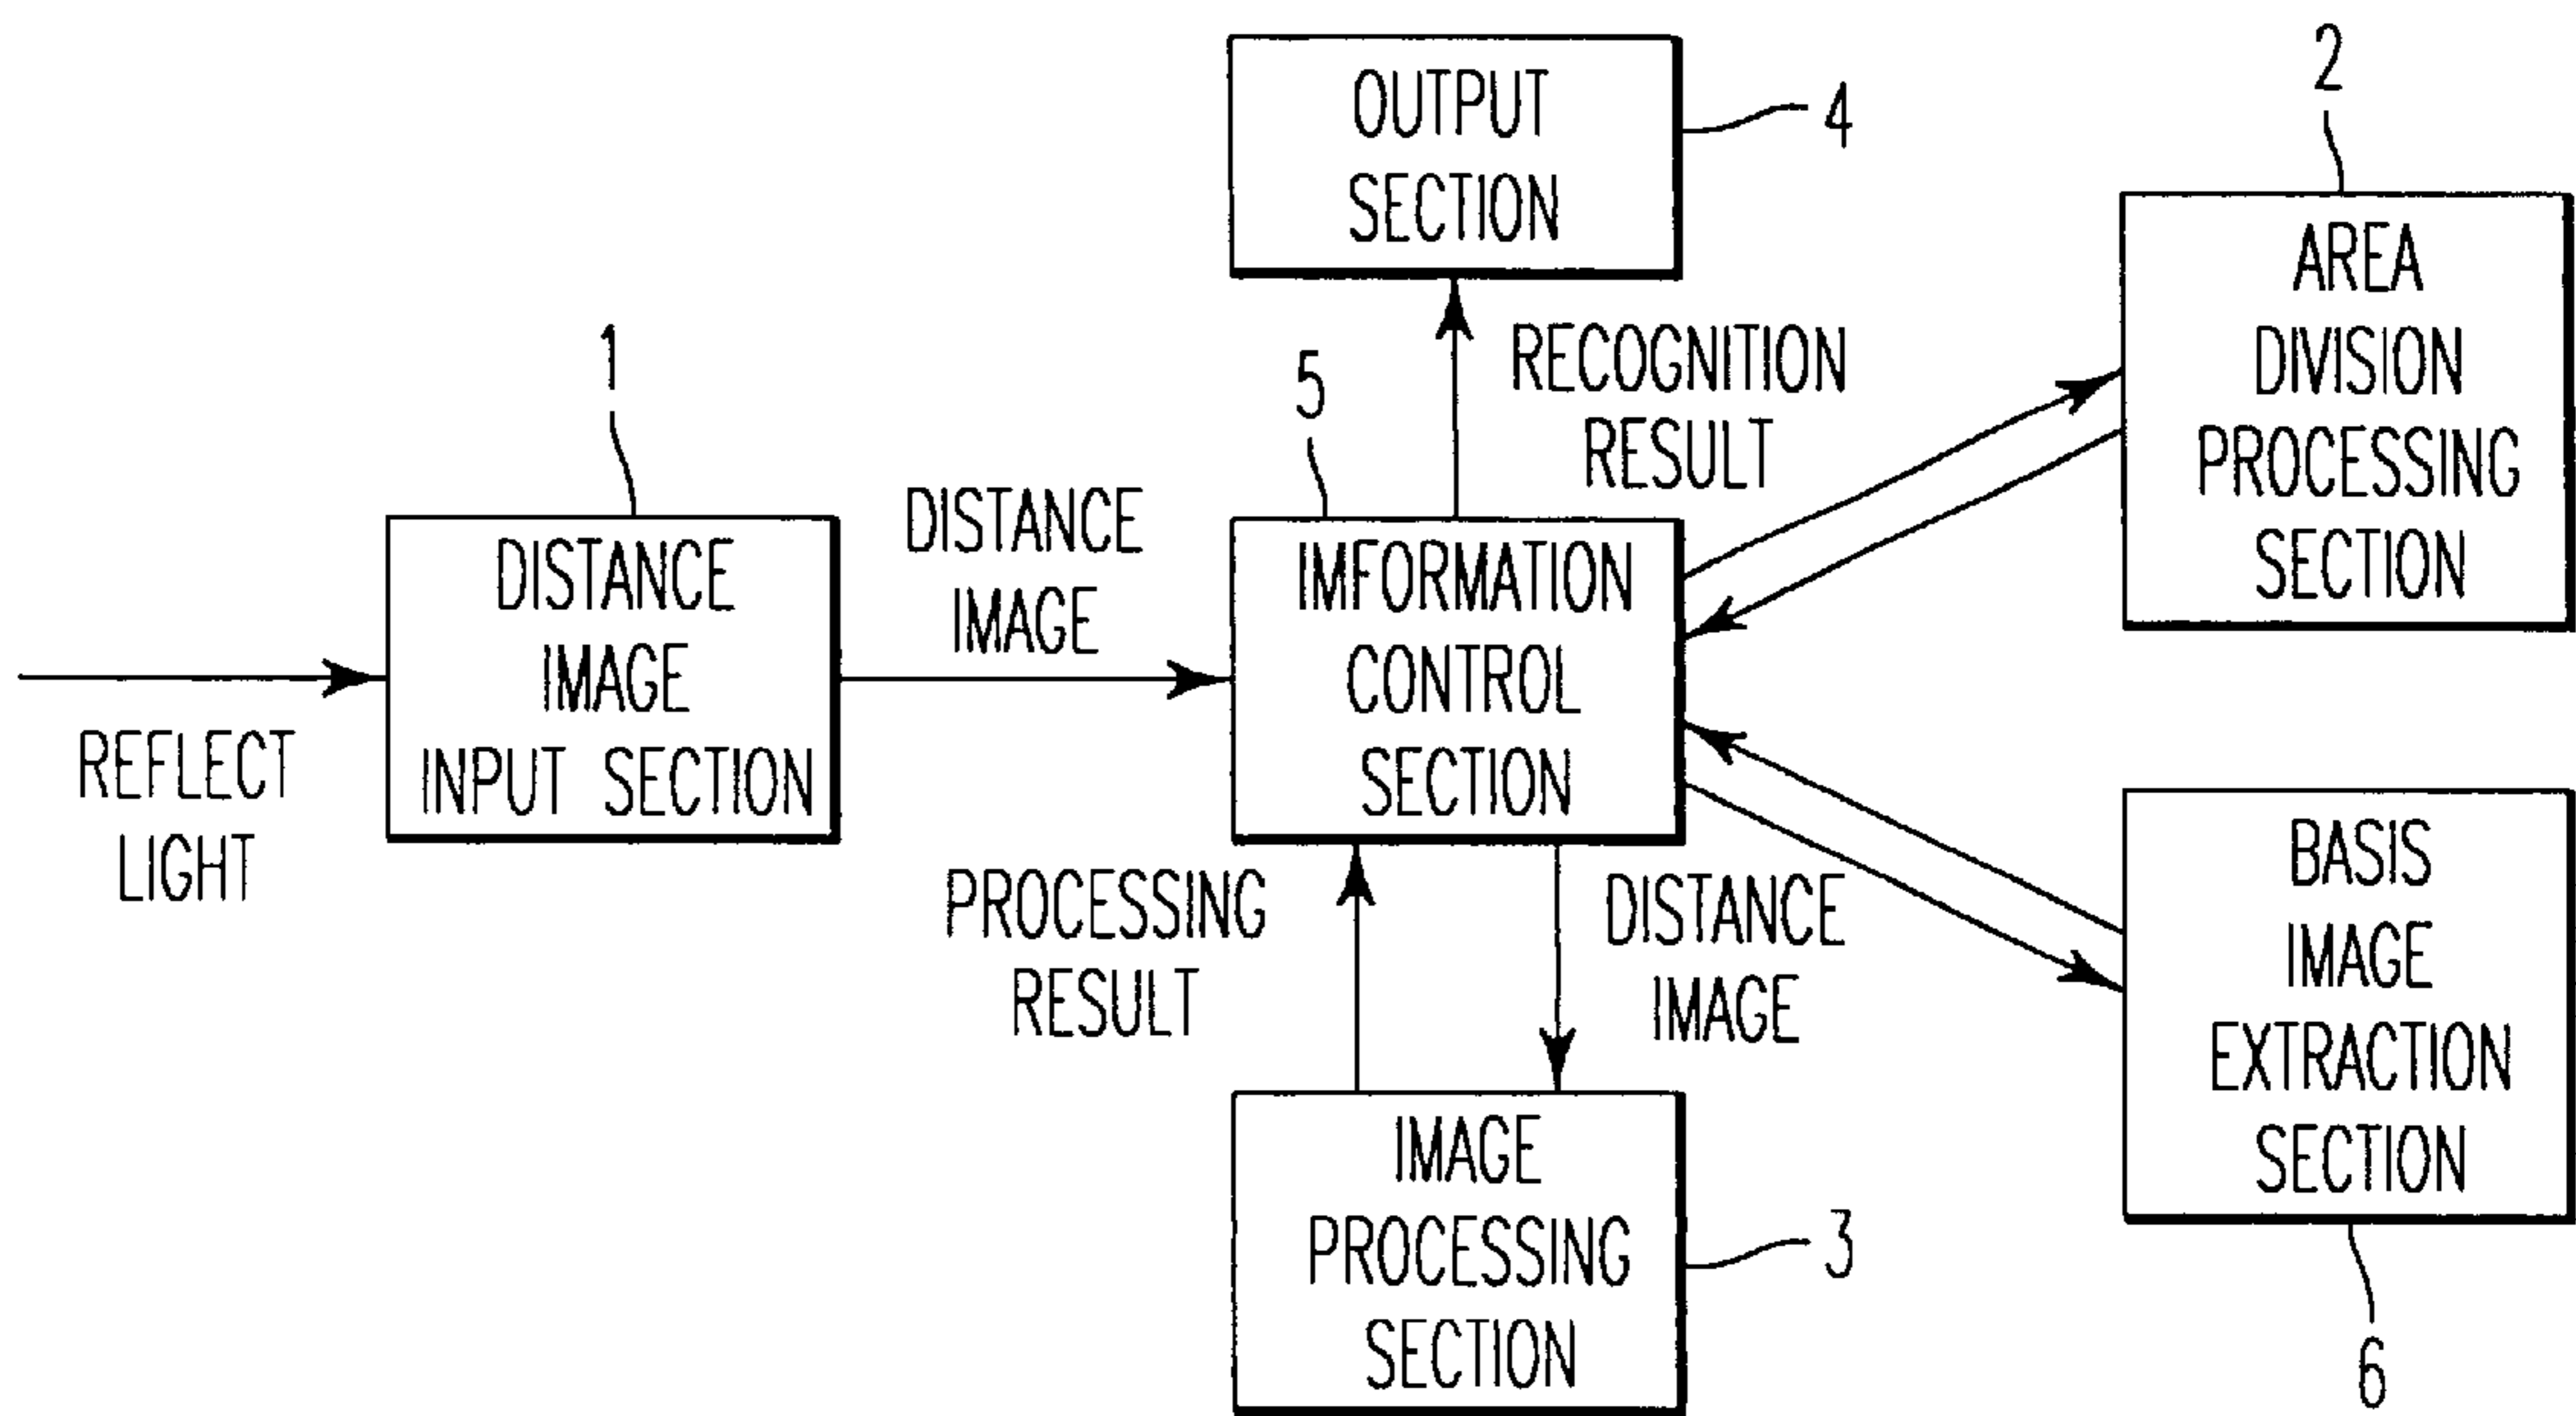 OUTPUT
SECTION
4
2
AREA
DIVISION
PROCESSING
SECTION
1
DISTANCE
IMAGE
INPUT SECTION
REFLECT
LIGHT
DISTANCE
IMAGE
5
RECOGNITION
RESULT
IMFORMATION
CONTROL
SECTION
PROCESSING
RESULT
DISTANCE
IMAGE
BASIS
IMAGE
EXTRACTION
SECTION
6
IMAGE
PROCESSING
SECTION
3